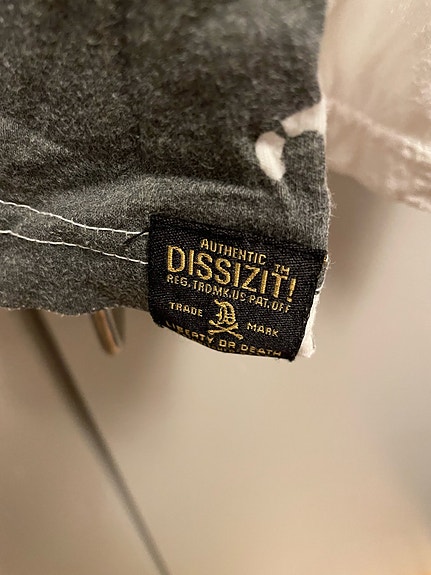 AUTHENTIC
DISSIZIT!™
REG. TRDMK. US PAT. OFF
TRADE D MARK
LIBERTY OR DEATH